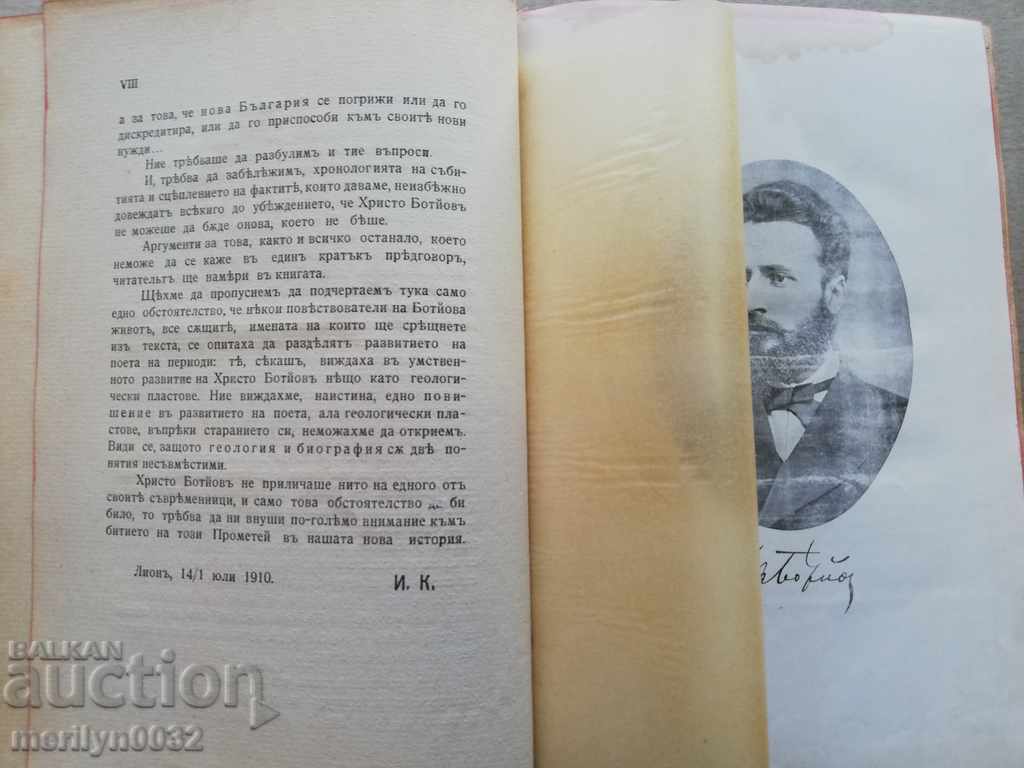 VIII
а за това, че нова България се погрижи или да го
дискредитира, или да го приспособи къмъ своитѣ нови
нужди...
Ние трѣбваше да разбулимъ и тие въпроси.
И, трѣбва да забѣлѣжимъ, хронологията на съби-
тията и сцѣплението на фактитѣ, които даваме, неизбѣжно
довеждатъ всѣкиго до убѣждението, че Христо Ботйовъ
не можеше да бѫде онова, което не бѣше.
Аргументи за това, както и всичко останало, което
неможе да се каже въ единъ кратъкъ прѣдговоръ,
читательтъ ще намѣри въ книгата.
Щѣхме да пропуснемъ да подчертаемъ тука само
едно обстоятелство, че нѣкои повѣствователи на Ботйова
животъ, все сѫщитѣ, имената на които ще срѣщнете
изъ текста, се опитаха да раздѣлятъ развитието на
поета на периоди: тѣ, сѣкашъ, виждаха въ умствен-
ното развитие на Христо Ботйовъ нѣщо като геологи-
чески пластове. Ние виждахме, наистина, едно пови-
шение въ развитието на поета, ала геологически пла-
стове, въпрѣки старанието си, неможахме да откриемъ.
Види се, защото геология и биография сѫ двѣ по-
нятия несъвмѣстими.
Христо Ботйовъ не приличаше нито на едного отъ
своитѣ съврѣменници, и само това обстоятелство да би
било, то трѣбва да ни внуши по-голѣмо внимание къмъ
битието на този Прометей въ нашата нова история.
Лионъ, 14/1 юли 1910.
И. К.
BALKAN
auction
merilyn0032